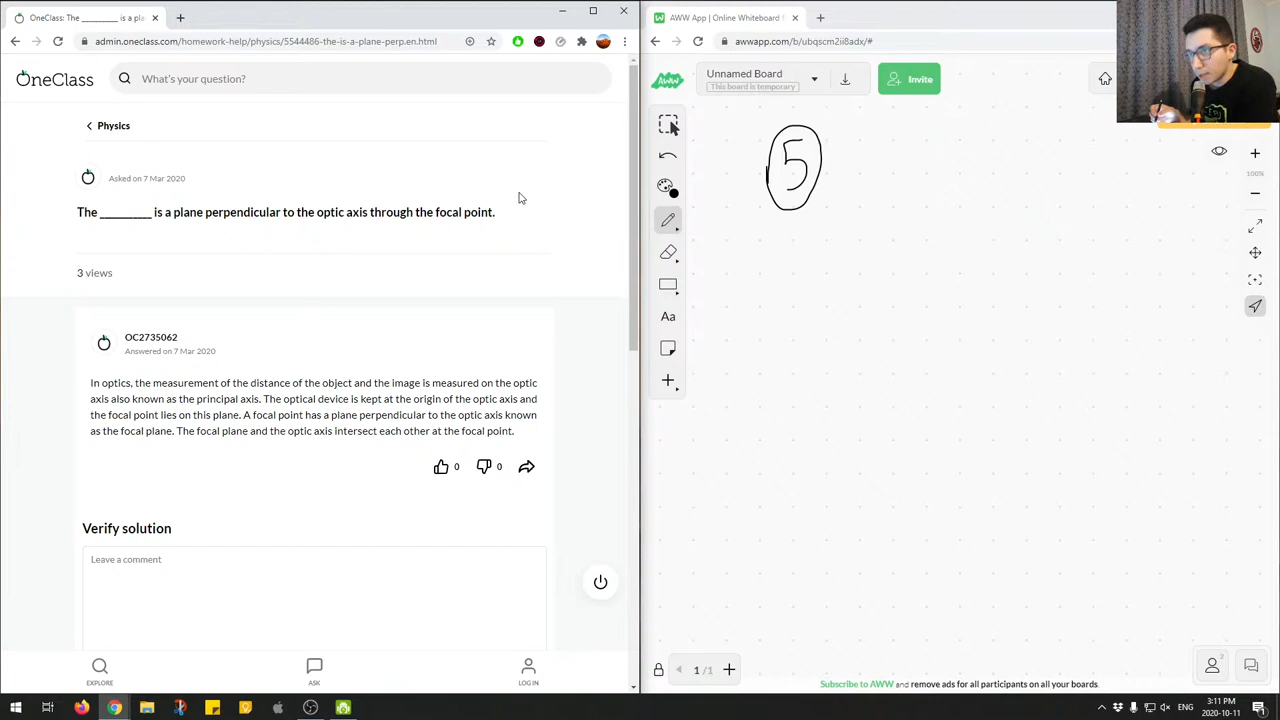 OneClass: The __________ is a pla
AWW App | Online Whiteboard f
admin.oneclass.com/homework-help/physics/5544486-the-is-a-plane-perp.en.html
awwapp.com/b/ubqscm2ii8adx/#
OneClass
What's your question?
Unnamed Board
This board is temporary
Invite
Physics
5
Asked on 7 Mar 2020
100%
The __________ is a plane perpendicular to the optic axis through the focal point.
3 views
Aa
OC2735062
Answered on 7 Mar 2020
In optics, the measurement of the distance of the object and the image is measured on the optic
axis also known as the principal axis. The optical device is kept at the origin of the optic axis and
the focal point lies on this plane. A focal point has a plane perpendicular to the optic axis known
as the focal plane. The focal plane and the optic axis intersect each other at the focal point.
0 0
Verify solution
Leave a comment
EXPLORE
ASK
LOG IN
1 /1
Subscribe to AWW and remove ads for all participants on all your boards.
ENG
3:11 PM
2020-10-11